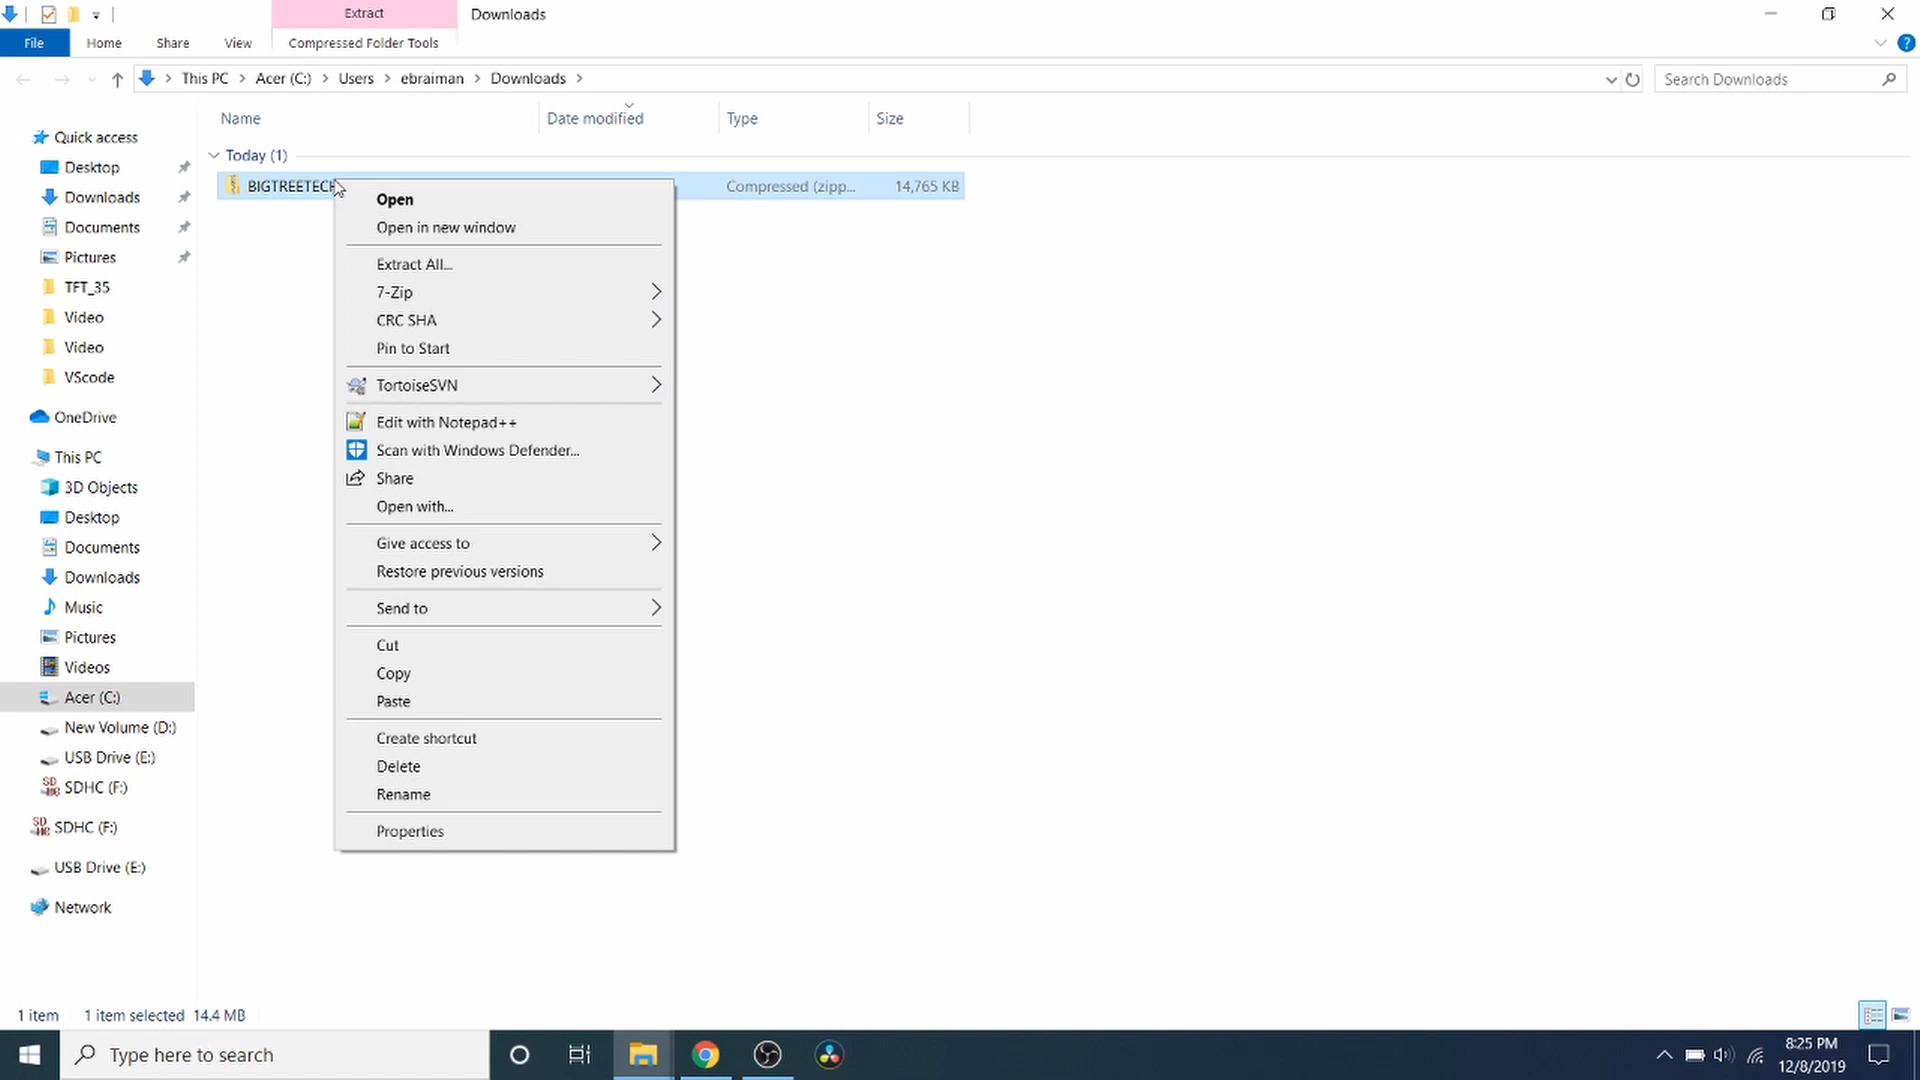 Extract
Downloads
File
Home
Share
View
Compressed Folder Tools
This PC
Acer (C:)
Users
ebraiman
Downloads
Search Downloads
Name
Date modified
Type
Size
Today (1)
BIGTREETECH
Compressed (zipp...
14,765 KB
Quick access
Desktop
Downloads
Documents
Pictures
TFT_35
Video
Video
VScode
OneDrive
This PC
3D Objects
Desktop
Documents
Downloads
Music
Pictures
Videos
Acer (C:)
New Volume (D:)
USB Drive (E:)
SDHC (F:)
SDHC (F:)
USB Drive (E:)
Network
Open
Open in new window
Extract All...
7-Zip
CRC SHA
Pin to Start
TortoiseSVN
Edit with Notepad++
Scan with Windows Defender...
Share
Open with...
Give access to
Restore previous versions
Send to
Cut
Copy
Paste
Create shortcut
Delete
Rename
Properties
1 item
1 item selected 14.4 MB
Type here to search
8:25 PM
12/8/2019